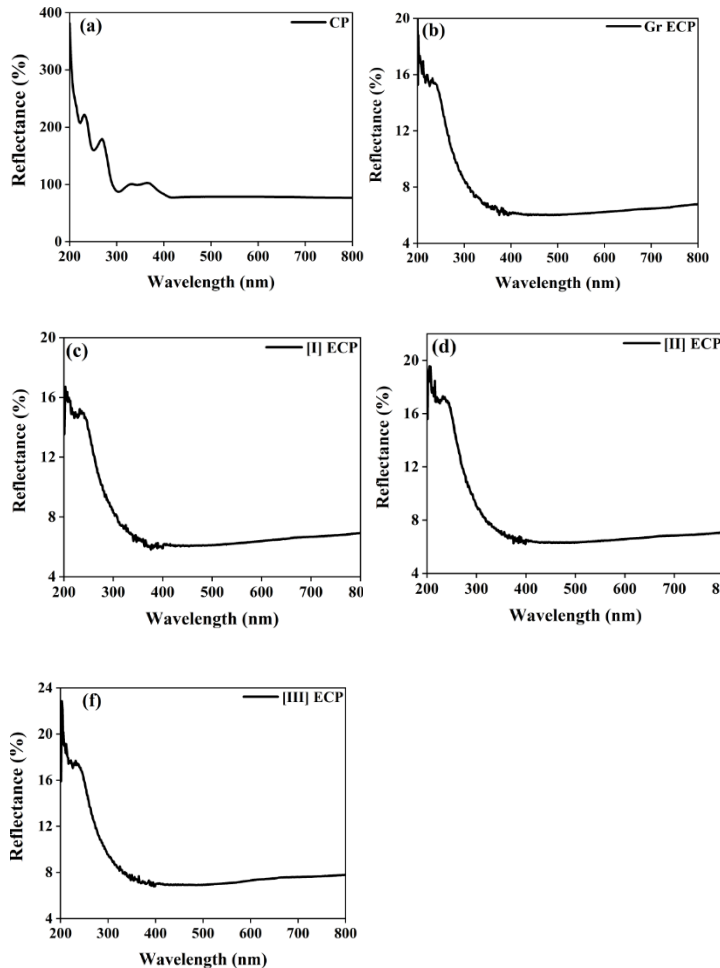 (a)
CP
400
300
200
100
0
Reflectance (%)
200 300 400 500 600 700 800
Wavelength (nm)
(b)
Gr ECP
20
16
12
8
4
Reflectance (%)
200 300 400 500 600 700 800
Wavelength (nm)
(c)
[I] ECP
20
16
12
8
4
Reflectance (%)
200 300 400 500 600 700 800
Wavelength (nm)
(d)
[II] ECP
20
16
12
8
4
Reflectance (%)
200 300 400 500 600 700 800
Wavelength (nm)
(f)
[III] ECP
24
20
16
12
8
4
Reflectance (%)
200 300 400 500 600 700 800
Wavelength (nm)